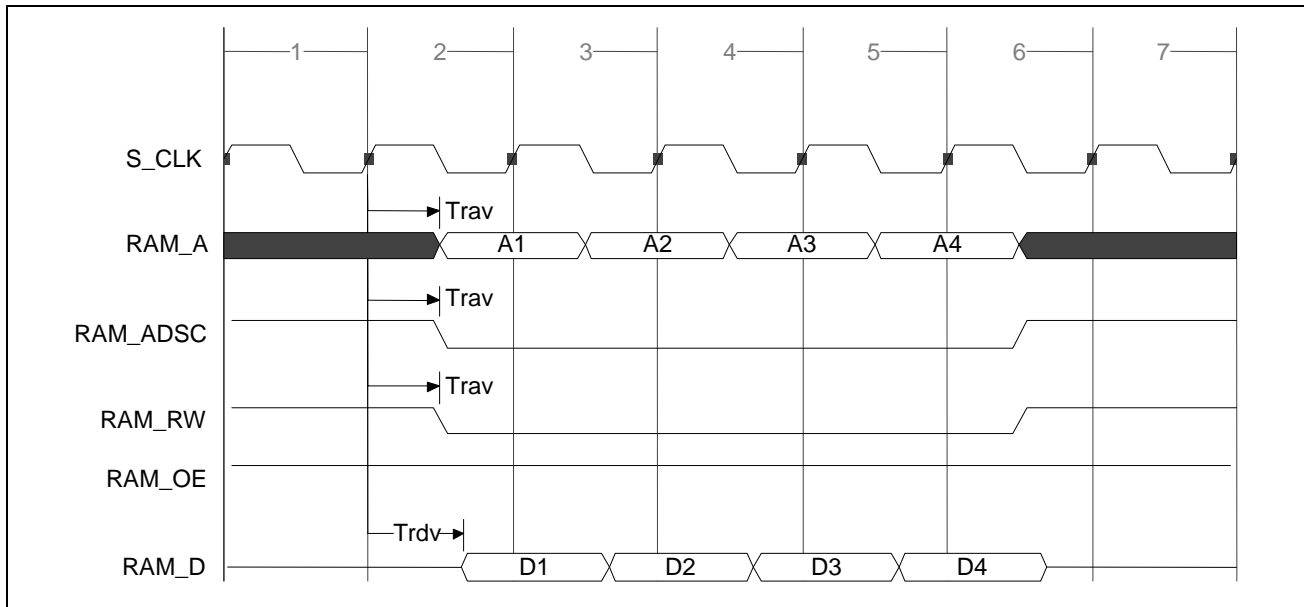 1 2 3 4 5 6 7
S_CLK
Trav
RAM_A A1 A2 A3 A4
Trav
RAM_ADSC
Trav
RAM_RW
RAM_OE
Trdv
RAM_D D1 D2 D3 D4